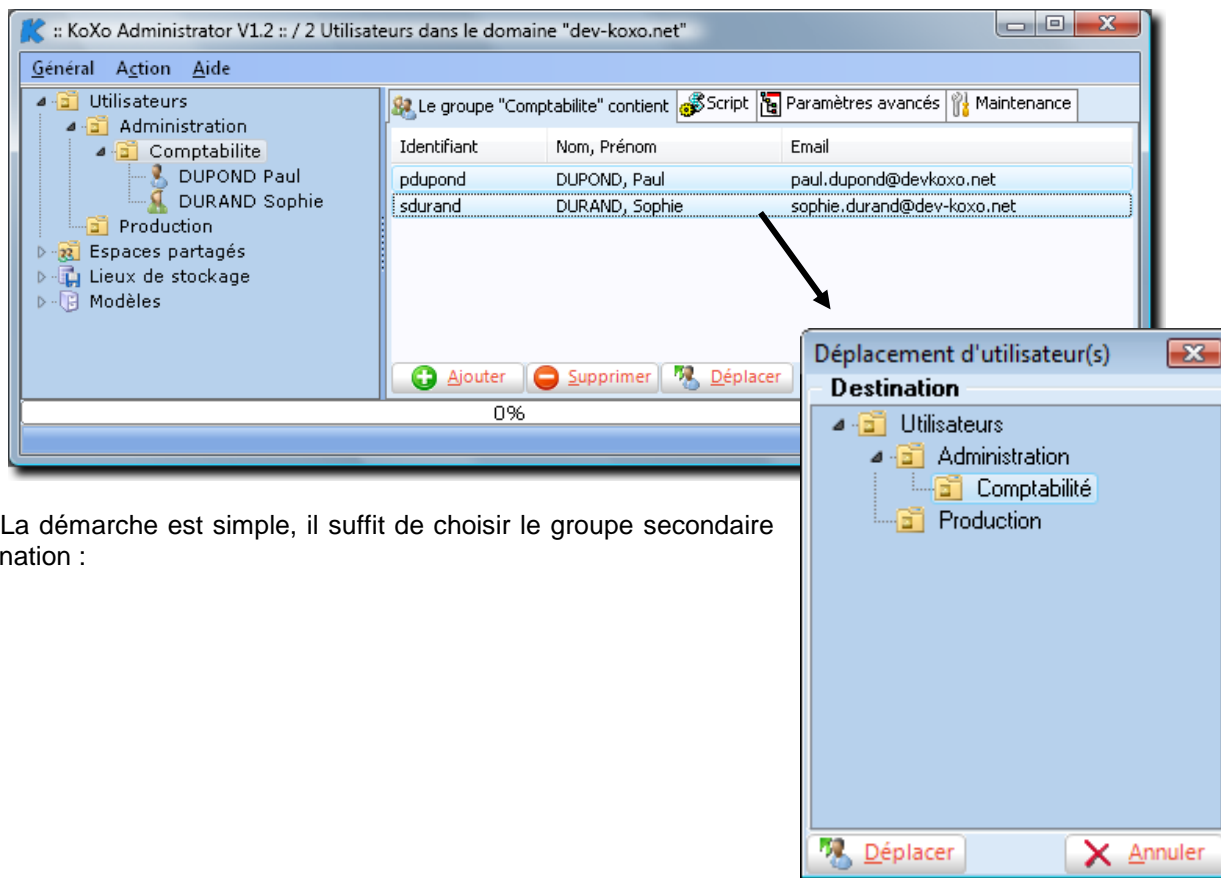 :: KoXo Administrator V1.2 :: / 2 Utilisateurs dans le domaine "dev-koxo.net"
Général Action Aide
Utilisateurs
Administration
Comptabilite
DUPOND Paul
DURAND Sophie
Production
Espaces partagés
Lieux de stockage
Modèles
Le groupe "Comptabilite" contient Script Paramètres avancés Maintenance
Identifiant Nom, Prénom Email
pdupond DUPOND, Paul paul.dupond@devkoxo.net
sdurand DURAND, Sophie sophie.durand@dev-koxo.net
Ajouter Supprimer Déplacer
0%
Déplacement d'utilisateur(s)
Destination
Utilisateurs
Administration
Comptabilité
Production
Déplacer Annuler
La démarche est simple, il suffit de choisir le groupe secondaire
nation :